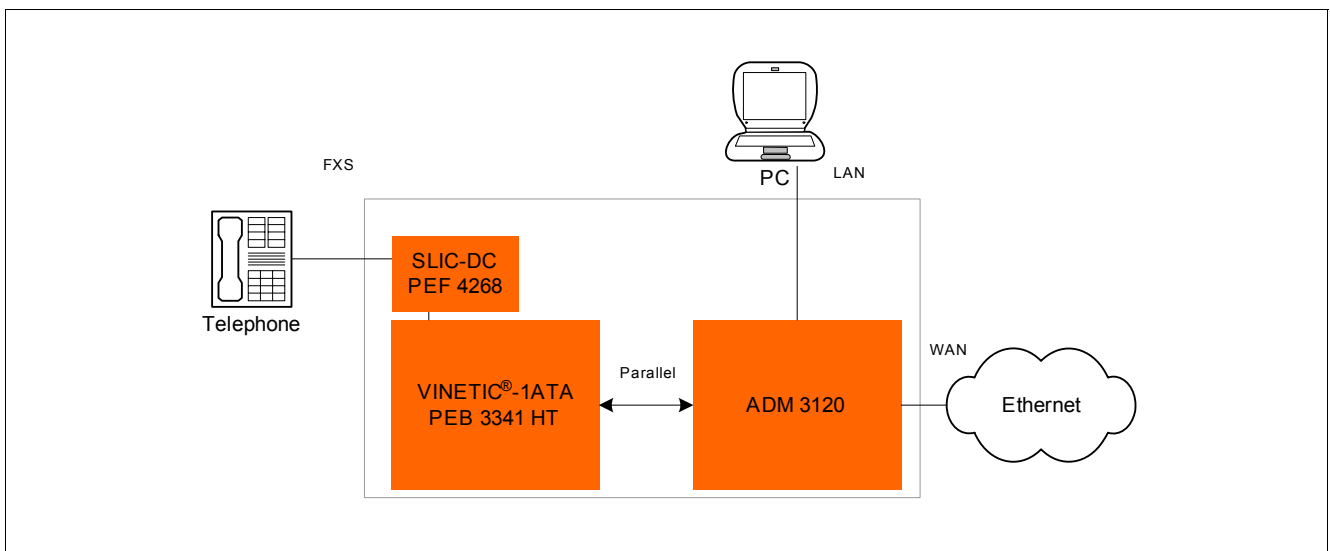 PC
LAN
FXS
SLIC-DC
PEF 4268
Telephone
VINETIC®-1ATA
PEB 3341 HT
Parallel
ADM 3120
WAN
Ethernet